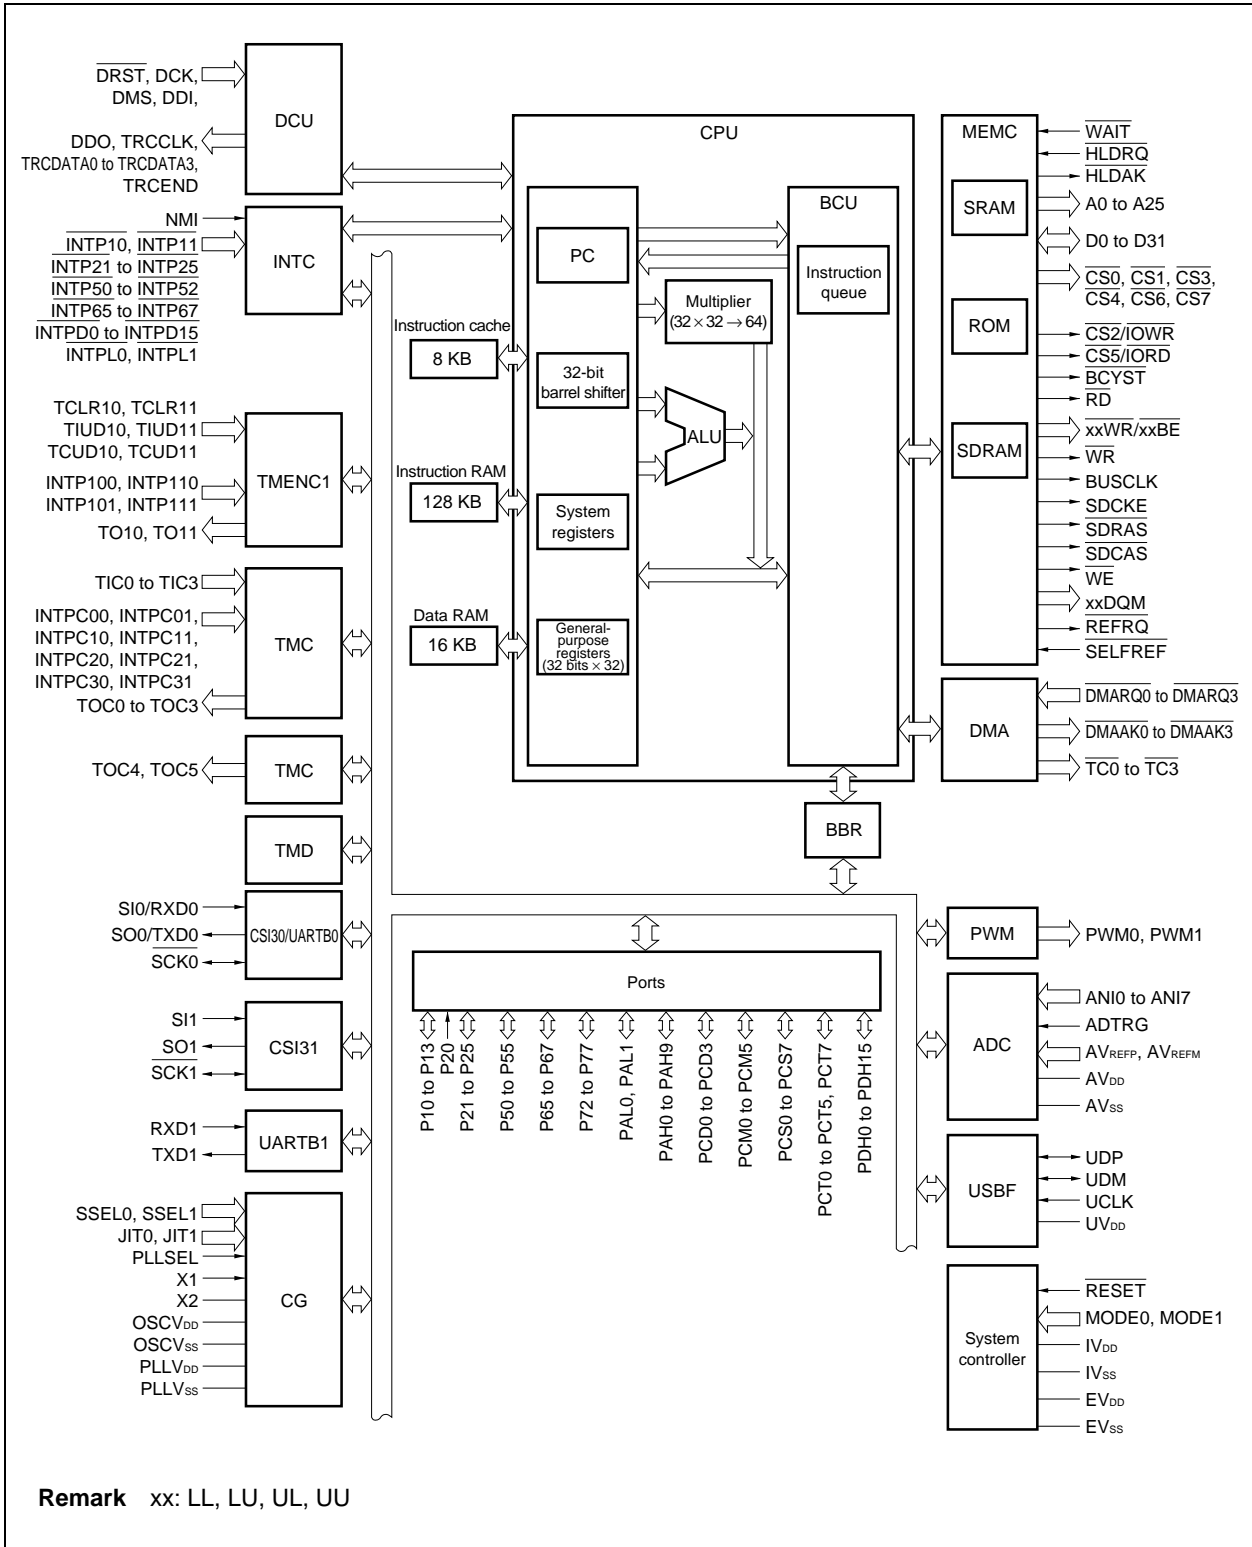 DRST, DCK,
DMS, DDI,
DDO, TRCCLK,
TRCDATA0 to TRCDATA3,
TRCEND
DCU
NMI
INTP10, INTP11
INTP21 to INTP25
INTP50 to INTP52
INTP65 to INTP67
INTPD0 to INTPD15
INTPL0, INTPL1
INTC
TCLR10, TCLR11
TIUD10, TIUD11
TCUD10, TCUD11
INTP100, INTP110
INTP101, INTP111
TO10, TO11
TMENC1
TIC0 to TIC3
INTPC00, INTPC01,
INTPC10, INTPC11,
INTPC20, INTPC21,
INTPC30, INTPC31
TOC0 to TOC3
TMC
TOC4, TOC5
TMC
TMD
SI0/RXD0
SO0/TXD0
SCK0
CSI30/UARTB0
SI1
SO1
SCK1
CSI31
RXD1
TXD1
UARTB1
SSEL0, SSEL1
JIT0, JIT1
PLLSEL
X1
X2
OSCVDD
OSCVSS
PLLVDD
PLLVSS
CG
Instruction cache
8 KB
Instruction RAM
128 KB
Data RAM
16 KB
CPU
PC
32-bit
barrel shifter
System
registers
General-
purpose
registers
(32 bits × 32)
Multiplier
(32 × 32 → 64)
ALU
BCU
Instruction
queue
BBR
Ports
P10 to P13
P20
P21 to P25
P50 to P55
P65 to P67
P72 to P77
PAL0, PAL1
PAH0 to PAH9
PCD0 to PCD3
PCM0 to PCM5
PCS0 to PCS7
PCT0 to PCT5, PCT7
PDH0 to PDH15
MEMC
SRAM
ROM
SDRAM
WAIT
HLDRQ
HLDAK
A0 to A25
D0 to D31
CS0, CS1, CS3,
CS4, CS6, CS7
CS2/IOWR
CS5/IORD
BCYST
RD
xxWR/xxBE
WR
BUSCLK
SDCKE
SDRAS
SDCAS
WE
xxDQM
REFRQ
SELFREF
DMA
DMARQ0 to DMARQ3
DMAAK0 to DMAAK3
TC0 to TC3
PWM
PWM0, PWM1
ADC
ANI0 to ANI7
ADTRG
AVREFP, AVREFM
AVDD
AVSS
USBF
UDP
UDM
UCLK
UVDD
System
controller
RESET
MODE0, MODE1
IVDD
IVSS
EVDD
EVSS
Remark xx: LL, LU, UL, UU